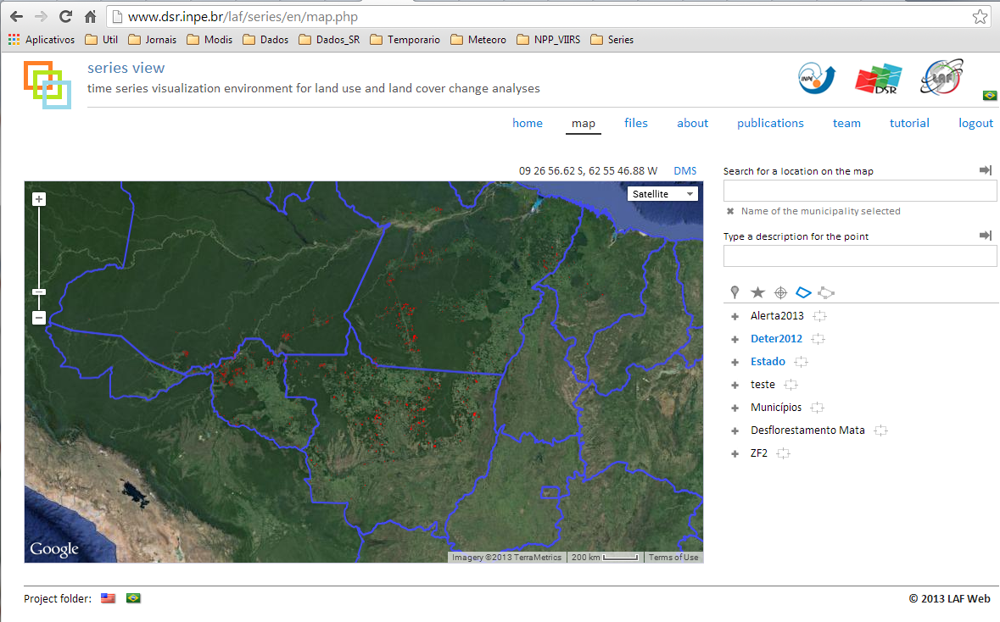 www.dsr.inpe.br/laf/series/en/map.php
Aplicativos Util Jornais Modis Dados Dados_SR Temporario Meteoro NPP_VIIRS Series
series view
time series visualization environment for land use and land cover change analyses
INPE DSR LAF
home map files about publications team tutorial logout
09 26 56.62 S, 62 55 46.88 W DMS
Search for a location on the map
Satellite
Name of the municipality selected
Type a description for the point
Alerta2013
Deter2012
Estado
teste
Municípios
Desflorestamento Mata
ZF2
Google
Imagery ©2013 TerraMetrics 200 km Terms of Use
Project folder:
© 2013 LAF Web